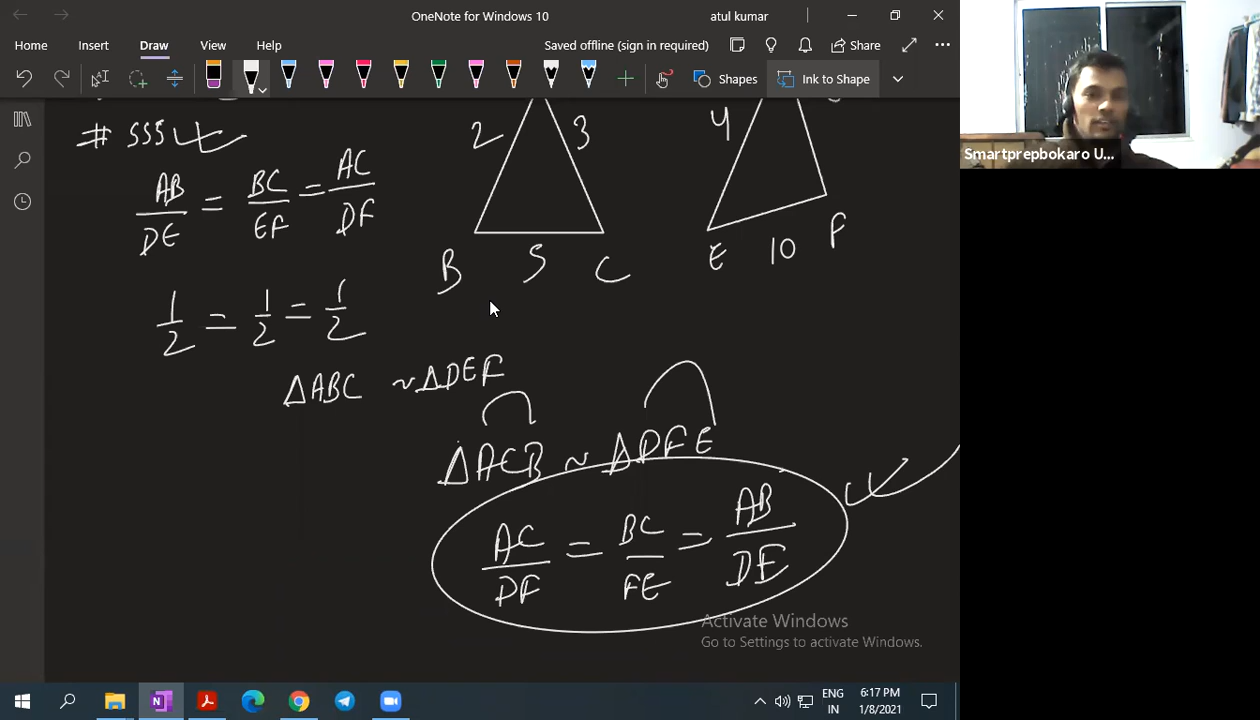 OneNote for Windows 10
atul kumar
Home Insert Draw View Help
Saved offline (sign in required)
Share
Shapes
Ink to Shape
Smartprepbokaro U...
# SSS
AB/DE = BC/EF = AC/DF
1/2 = 1/2 = 1/2
2 3
B 5 C
4
E 10 F
ΔABC ~ ΔDEF
ΔACB ~ ΔDFE
AC/DF = BC/FE = AB/DE
Activate Windows
Go to Settings to activate Windows.
ENG
IN
6:17 PM
1/8/2021